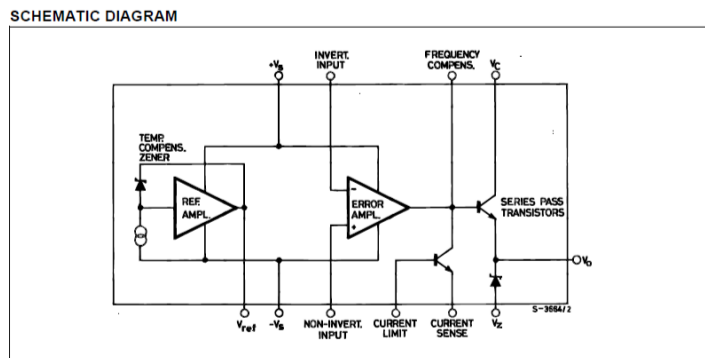 SCHEMATIC DIAGRAM
+Vs
INVERT.
INPUT
FREQUENCY
COMPENS.
VC
TEMP.
COMPENS.
ZENER
REF.
AMPL.
-
ERROR
AMPL.
+
SERIES PASS
TRANSISTORS
Vo
S-3664/2
Vref
-Vs
NON-INVERT.
INPUT
CURRENT
LIMIT
CURRENT
SENSE
VZ